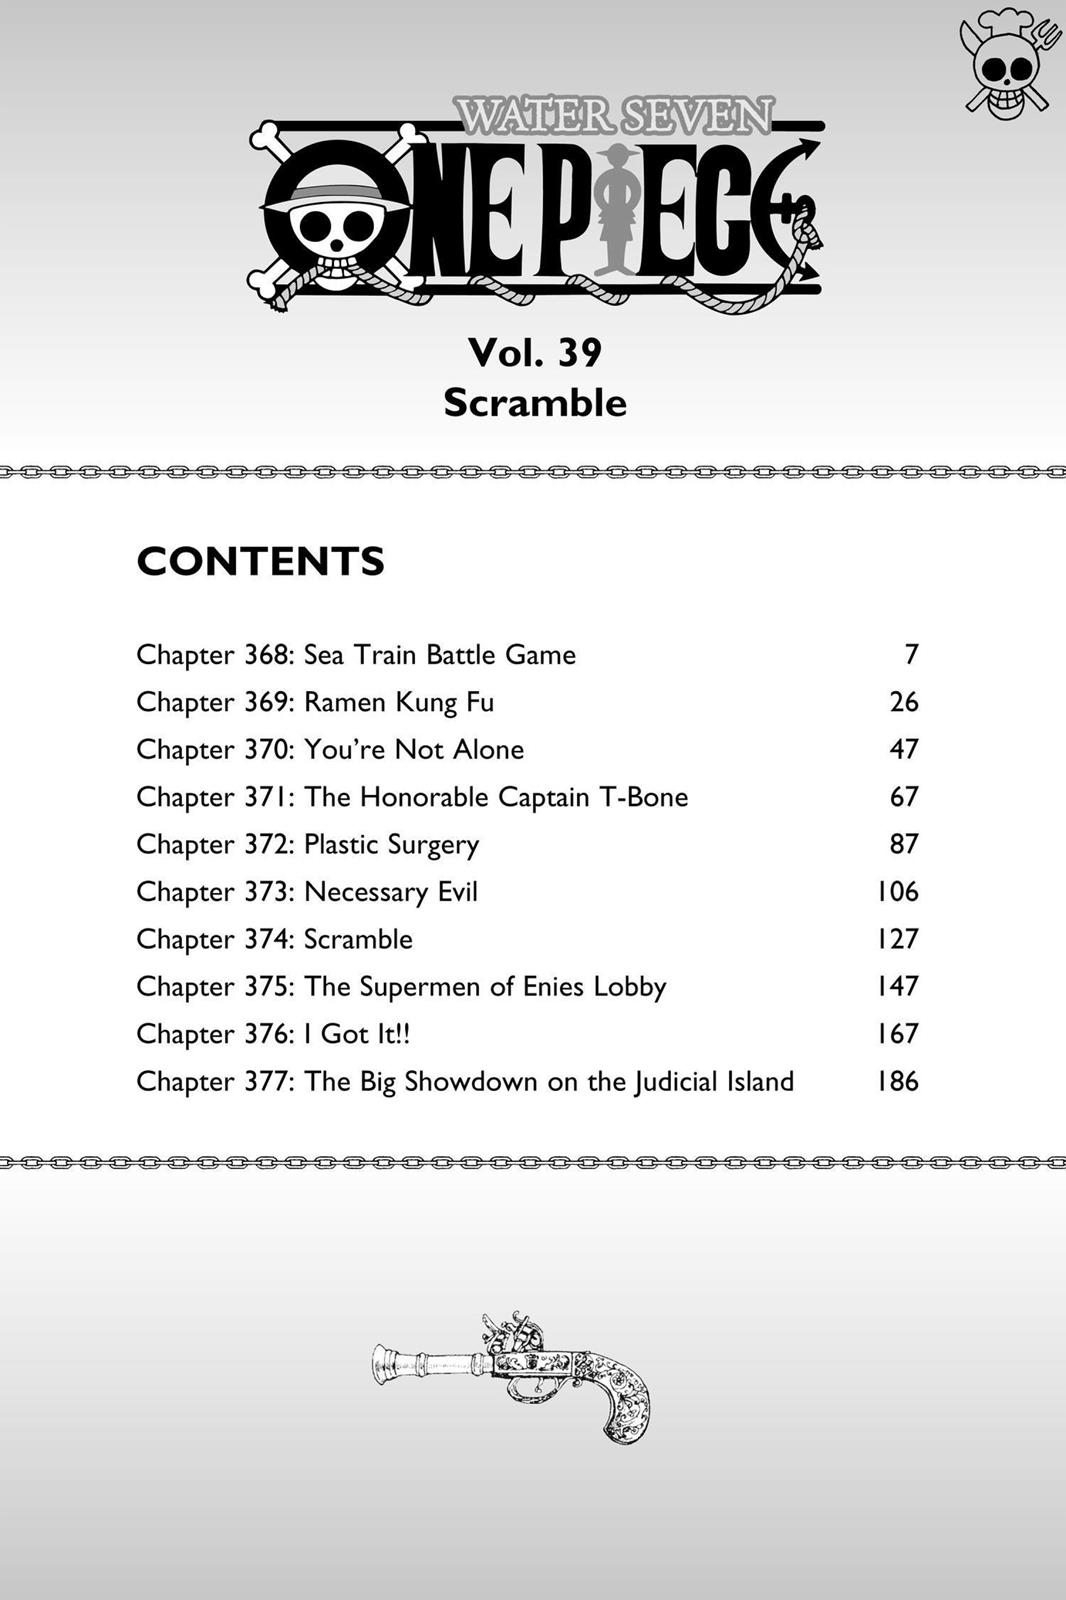 WATER SEVEN
ONE PIECE
Vol. 39
Scramble
CONTENTS
Chapter 368: Sea Train Battle Game 7
Chapter 369: Ramen Kung Fu 26
Chapter 370: You're Not Alone 47
Chapter 371: The Honorable Captain T-Bone 67
Chapter 372: Plastic Surgery 87
Chapter 373: Necessary Evil 106
Chapter 374: Scramble 127
Chapter 375: The Supermen of Enies Lobby 147
Chapter 376: I Got It!! 167
Chapter 377: The Big Showdown on the Judicial Island 186